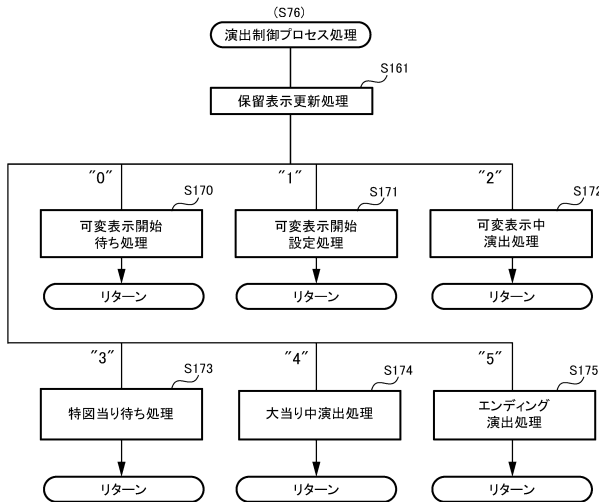 (S76)
演出制御プロセス処理
S161
保留表示更新処理
"0"
"1"
"2"
S170
S171
S172
可変表示開始
待ち処理
可変表示開始
設定処理
可変表示中
演出処理
リターン
リターン
リターン
"3"
"4"
"5"
S173
S174
S175
特図当り待ち処理
大当り中演出処理
エンディング
演出処理
リターン
リターン
リターン